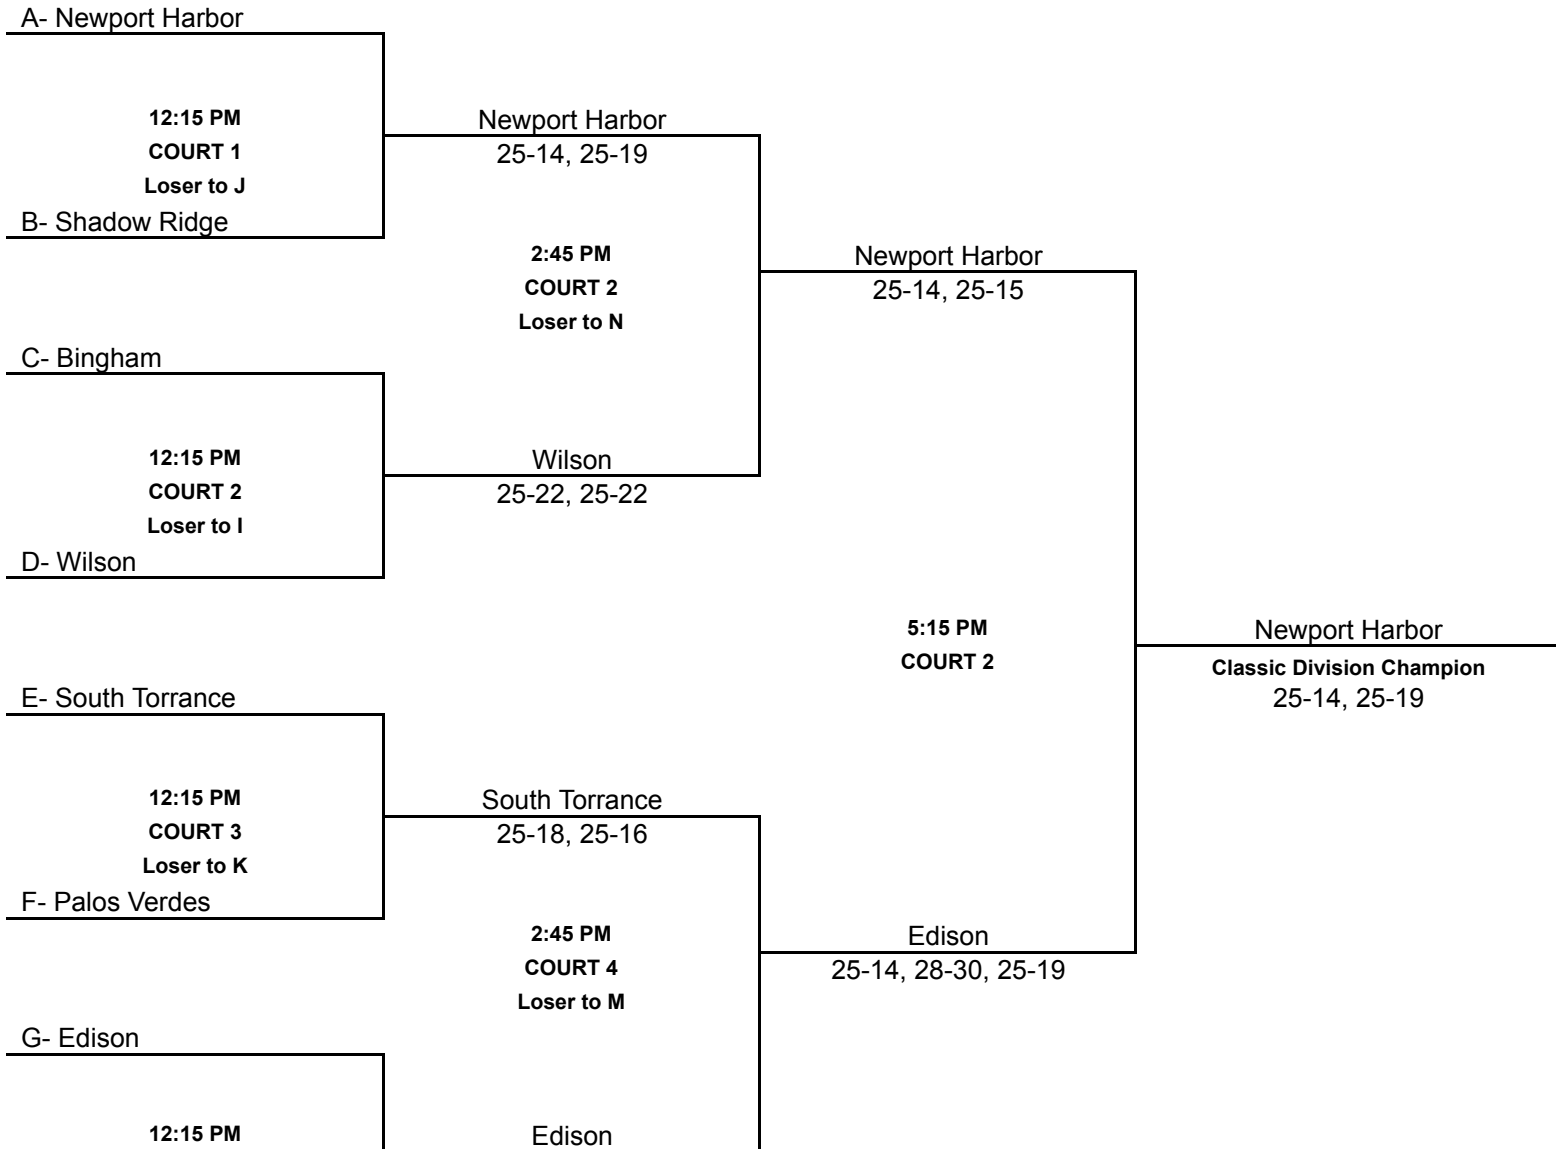 A- Newport Harbor
12:15 PM
COURT 1
Loser to J
B- Shadow Ridge
Newport Harbor
25-14, 25-19
2:45 PM
COURT 2
Loser to N
Newport Harbor
25-14, 25-15
C- Bingham
12:15 PM
COURT 2
Loser to I
D- Wilson
Wilson
25-22, 25-22
5:15 PM
COURT 2
Newport Harbor
Classic Division Champion
25-14, 25-19
E- South Torrance
12:15 PM
COURT 3
Loser to K
F- Palos Verdes
South Torrance
25-18, 25-16
2:45 PM
COURT 4
Loser to M
Edison
25-14, 28-30, 25-19
G- Edison
12:15 PM
Edison